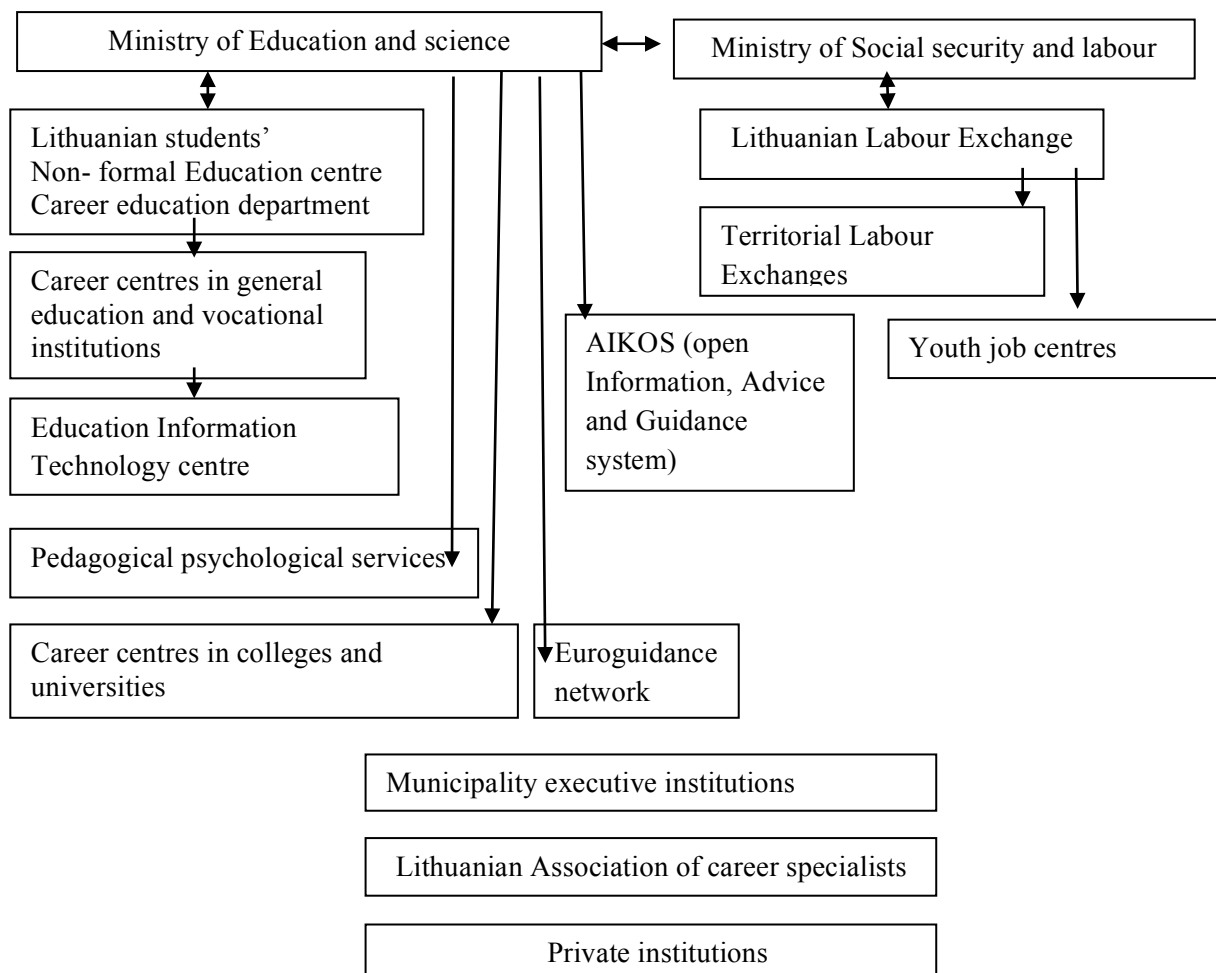 Ministry of Education and science
Ministry of Social security and labour
Lithuanian students’
Non- formal Education centre
Career education department
Lithuanian Labour Exchange
Territorial Labour
Exchanges
Career centres in general
education and vocational
institutions
AIKOS (open
Information, Advice
and Guidance
system)
Youth job centres
Education Information
Technology centre
Pedagogical psychological services
Career centres in colleges and
universities
Euroguidance
network
Municipality executive institutions
Lithuanian Association of career specialists
Private institutions